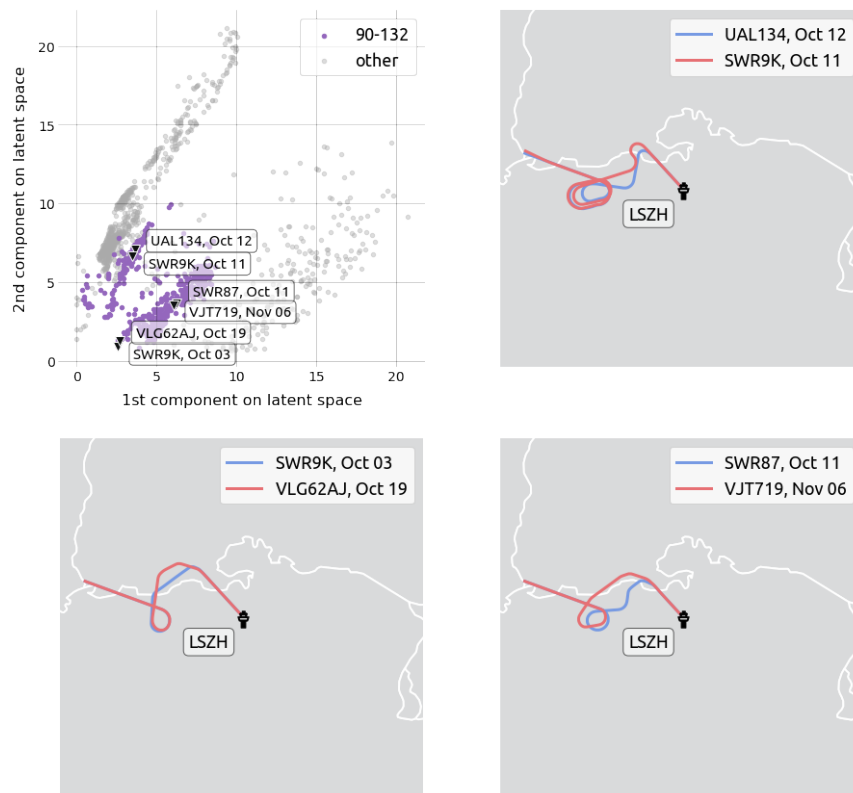 90-132
other
20
15
10
5
0
2nd component on latent space
UAL134, Oct 12
SWR9K, Oct 11
SWR87, Oct 11
VJT719, Nov 06
VLG62AJ, Oct 19
SWR9K, Oct 03
0 5 10 15 20
1st component on latent space
UAL134, Oct 12
SWR9K, Oct 11
LSZH
SWR9K, Oct 03
VLG62AJ, Oct 19
LSZH
SWR87, Oct 11
VJT719, Nov 06
LSZH